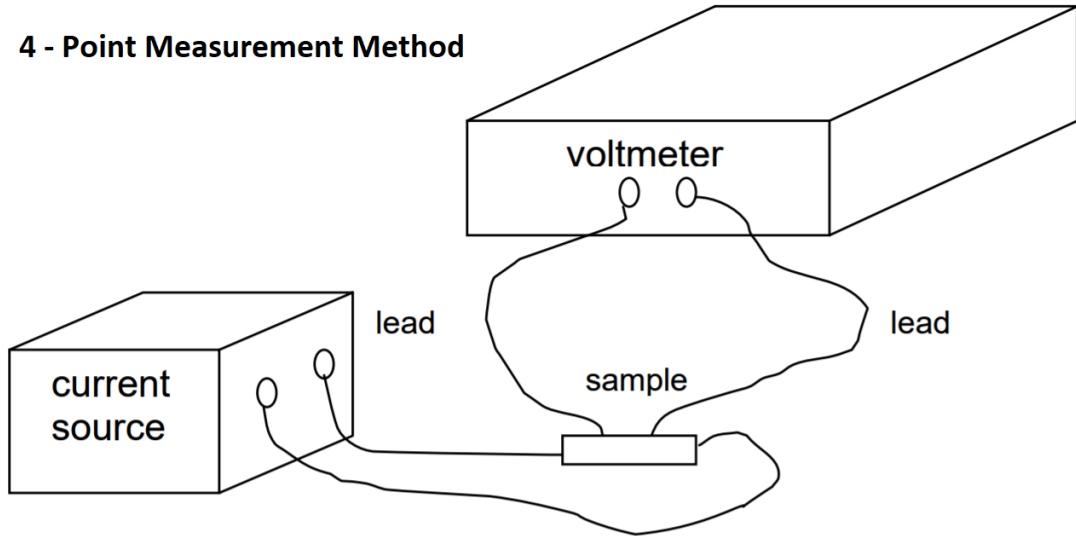 4 - Point Measurement Method
voltmeter
lead
lead
sample
current
source